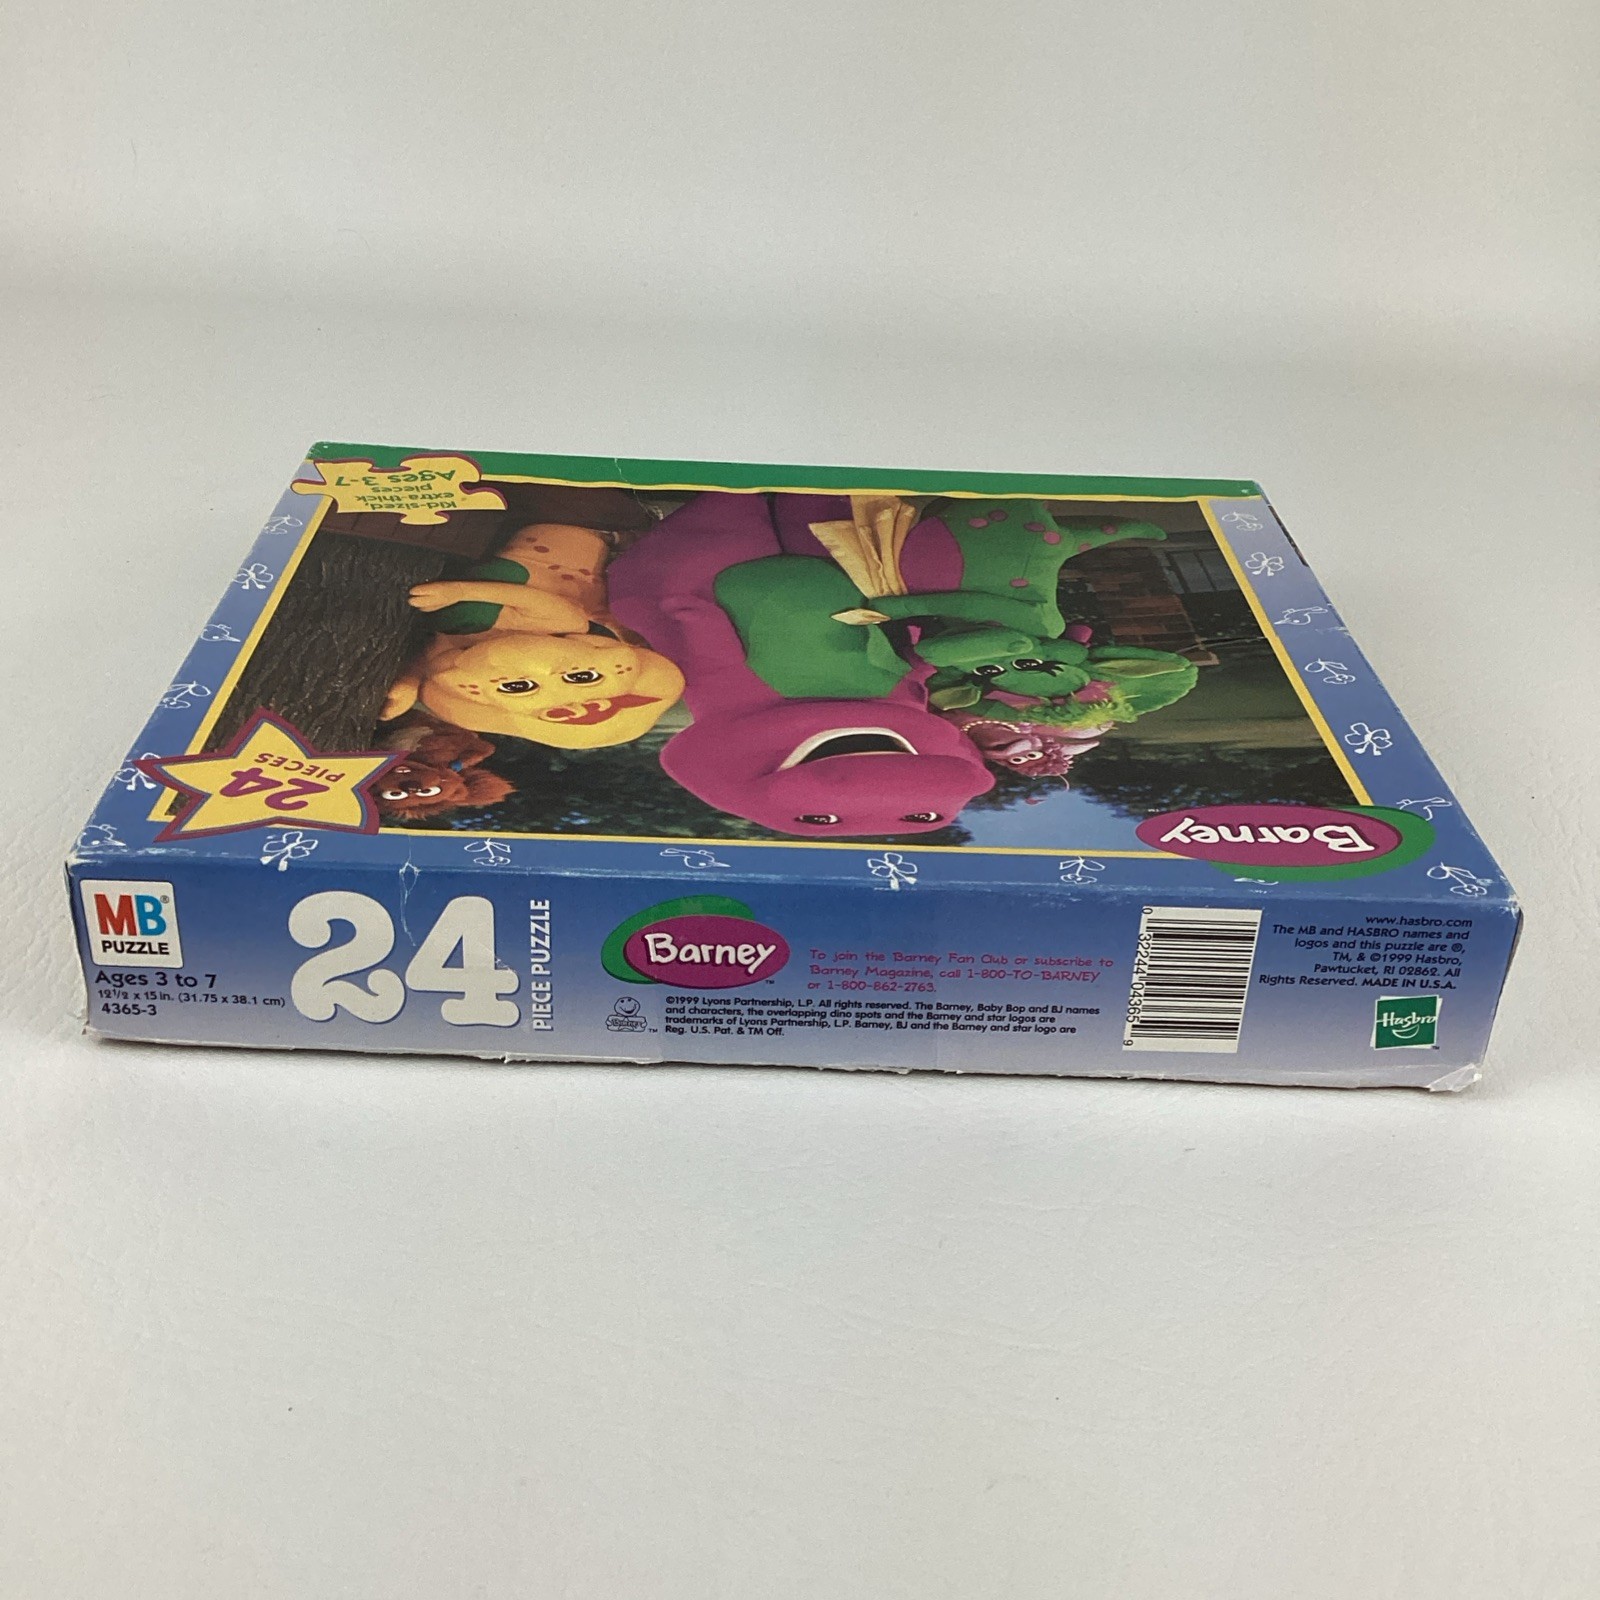 Kid-sized,
extra-thick
pieces
Ages 3-7
24
PIECES
Barney
MB®
PUZZLE
Ages 3 to 7
12 1/2 x 15 in. (31.75 x 38.1 cm)
4365-3
24
PIECE PUZZLE
Barney™
To join the Barney Fan Club or subscribe to
Barney Magazine, call 1-800-TO-BARNEY
or 1-800-862-2763.
©1999 Lyons Partnership, L.P. All rights reserved. The Barney, Baby Bop and BJ names
and characters, the overlapping dino spots and the Barney and star logos are
trademarks of Lyons Partnership, L.P. Barney, BJ and the Barney and star logo are
Reg. U.S. Pat. & TM Off.
0 32244 04365 9
www.hasbro.com
The MB and HASBRO names and
logos and this puzzle are ®,
TM, & ©1999 Hasbro,
Pawtucket, RI 02862. All
Rights Reserved. MADE IN U.S.A.
Hasbro